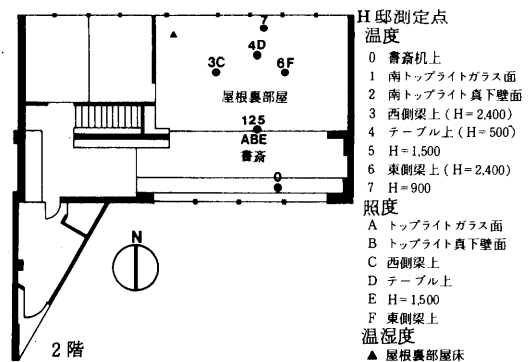 H邸測定点
温度
0 書斎机上
1 南トップライトガラス面
2 南トップライト真下壁面
3 西側梁上(H=2,400)
4 テーブル上(H=500)
5 H=1,500
6 東側梁上(H=2,400)
7 H=900
照度
A トップライトガラス面
B トップライト真下壁面
C 西側梁上
D テーブル上
E H=1,500
F 東側梁上
温湿度
▲ 屋根裏部屋床
7
4D
3C
6F
屋根裏部屋
125
ABE
書斎
0
N
2階